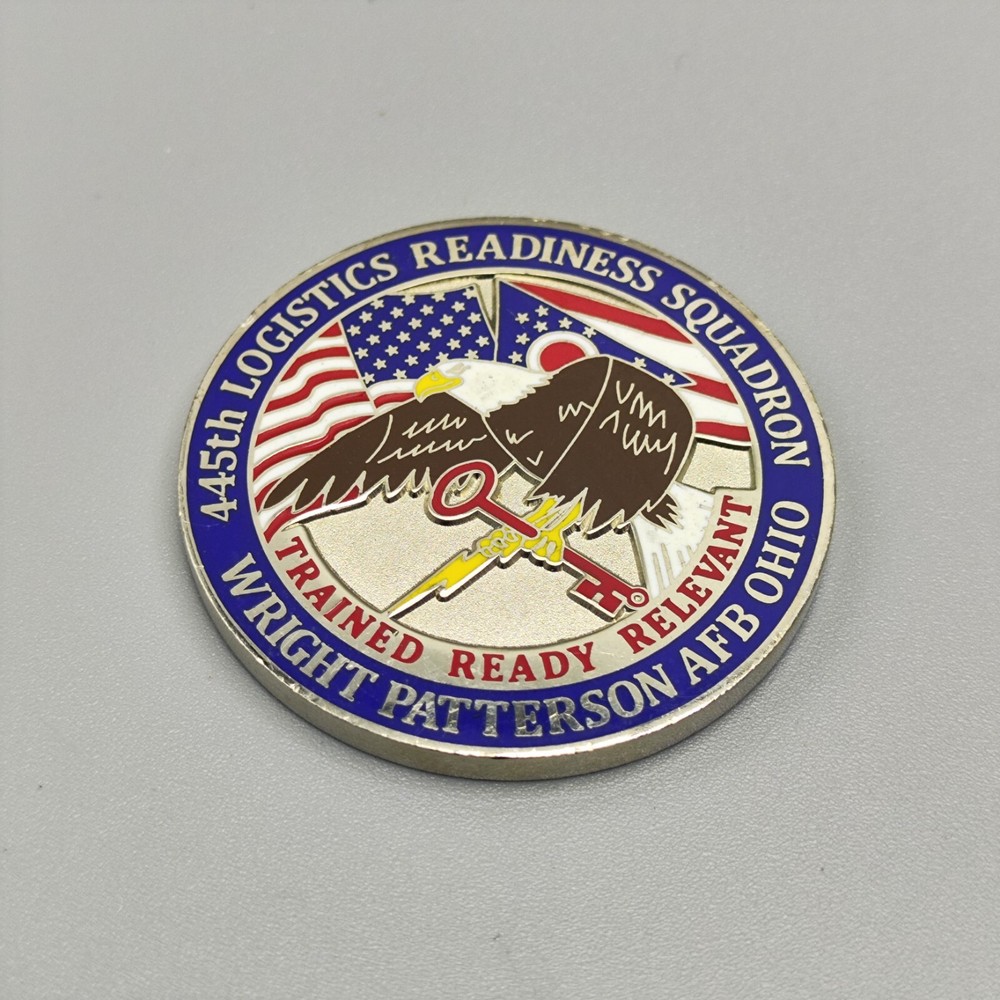 445th LOGISTICS READINESS SQUADRON
TRAINED READY RELEVANT
WRIGHT PATTERSON AFB OHIO